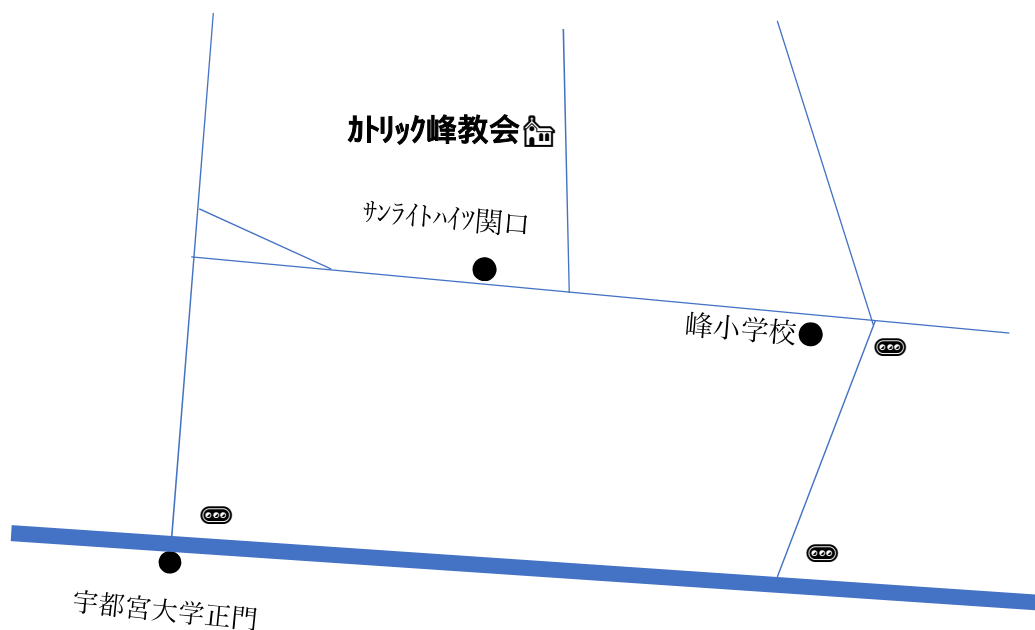 カトリック峰教会
サンライトハイツ関口
峰小学校
宇都宮大学正門